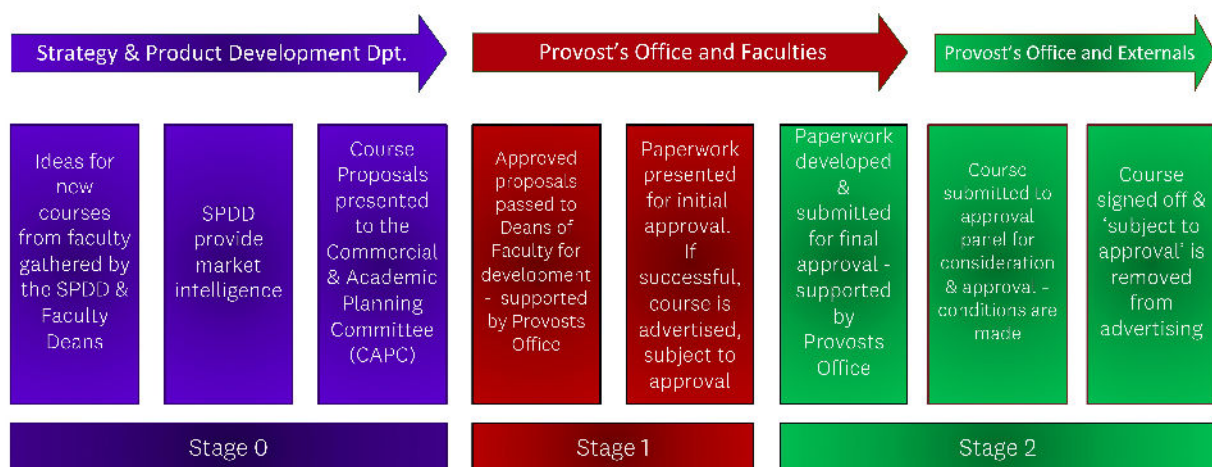 Strategy & Product Development Dpt.
Provost's Office and Faculties
Provost's Office and Externals
Ideas for
new
courses
from faculty
gathered by
the SPDD &
Faculty
Deans
SPDD
provide
market
intelligence
Course
Proposals
presented
to the
Commercial
& Academic
Planning
Committee
(CAPC)
Approved
proposals
passed to
Deans of
Faculty for
development
- supported
by Provosts
Office
Paperwork
presented
for initial
approval.
If
successful,
course is
advertised,
subject to
approval
Paperwork
developed
&
submitted
for final
approval -
supported
by
Provosts
Office
Course
submitted to
approval
panel for
consideration
& approval -
conditions are
made
Course
signed off &
'subject to
approval' is
removed
from
advertising
Stage 0
Stage 1
Stage 2